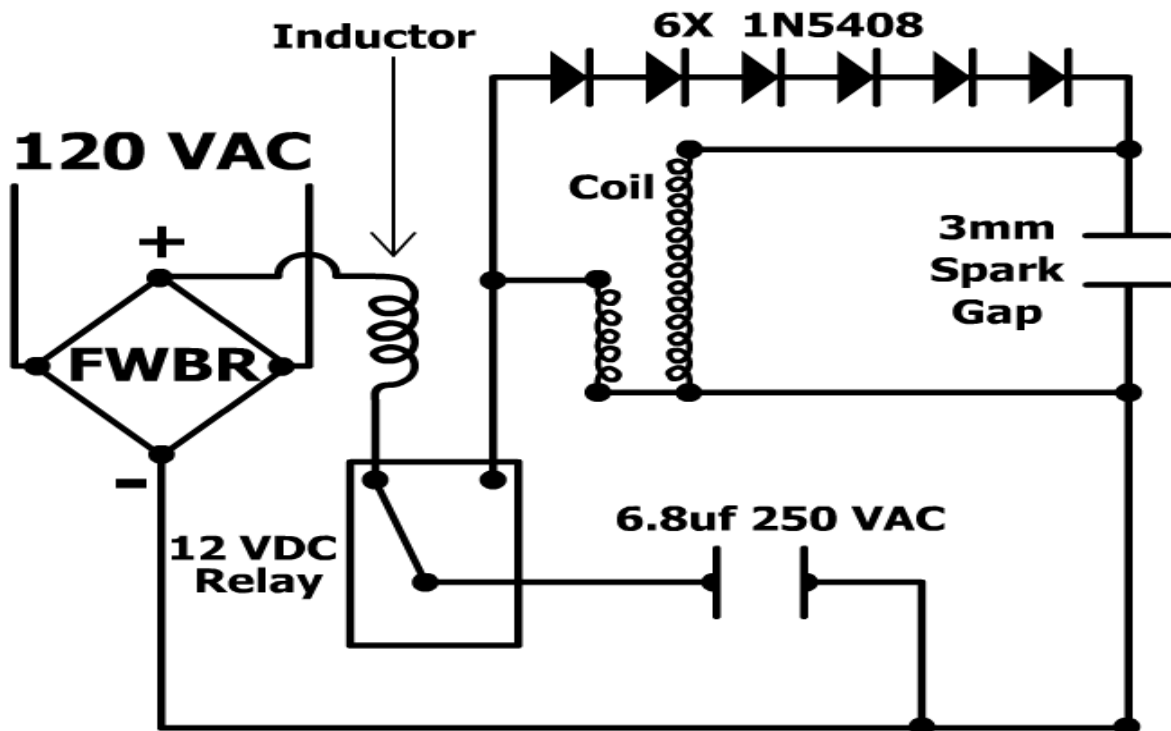 Inductor
6X 1N5408
120 VAC
Coil
3mm
Spark
Gap
+
FWBR
-
12 VDC
Relay
6.8uf 250 VAC